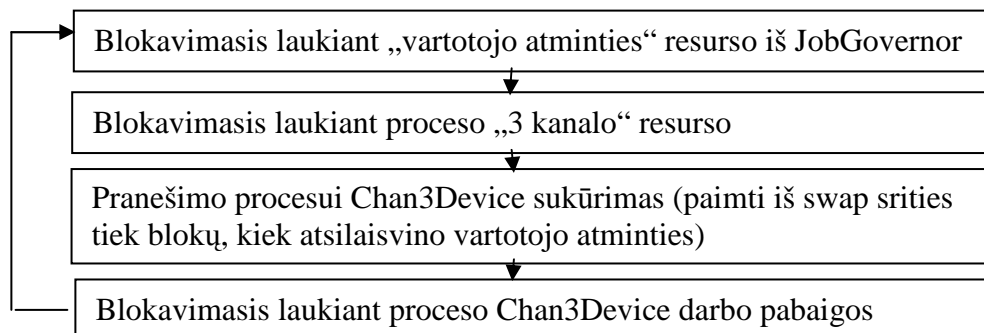 Blokavimasis laukiant „vartotojo atminties“ resurso iš JobGovernor
Blokavimasis laukiant proceso „3 kanalo“ resurso
Pranešimo procesui Chan3Device sukūrimas (paimti iš swap srities
tiek blokų, kiek atsilaisvino vartotojo atminties)
Blokavimasis laukiant proceso Chan3Device darbo pabaigos